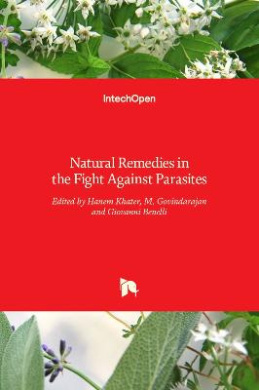 IntechOpen
Natural Remedies in
the Fight Against Parasites
Edited by Hanem Khater, M. Govindarajan
and Giovanni Benelli